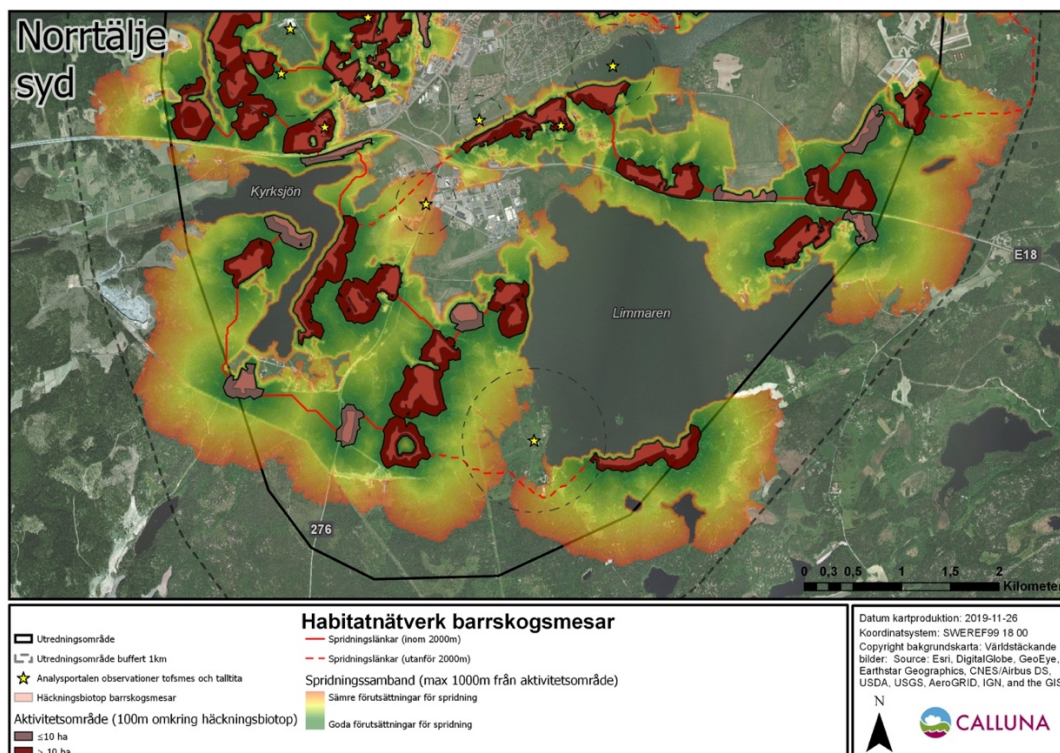 Norrtälje
syd
Kyrksjön
E18
Limmaren
276
0 0,3 0,5 1 1,5 2
Kilometer
Habitatnätverk barrskogsmesar
Utredningsområde
Utredningsområde buffert 1km
Analysportalen observationer tofsmes och talltita
Häckningsbiotop barrskogsmesar
Aktivitetsområde (100m omkring häckningsbiotop)
≤10 ha
> 10 ha
Spridningslänkar (inom 2000m)
Spridningslänkar (utanför 2000m)
Spridningssamband (max 1000m från aktivitetsområde)
Sämre förutsättningar för spridning
Goda förutsättningar för spridning
Datum kartproduktion: 2019-11-26
Koordinatsystem: SWEREF99 18 00
Copyright bakgrundskarta: Världstäckande
bilder: Source: Esri, DigitalGlobe, GeoEye,
Earthstar Geographics, CNES/Airbus DS,
USDA, USGS, AeroGRID, IGN, and the GIS
N
CALLUNA